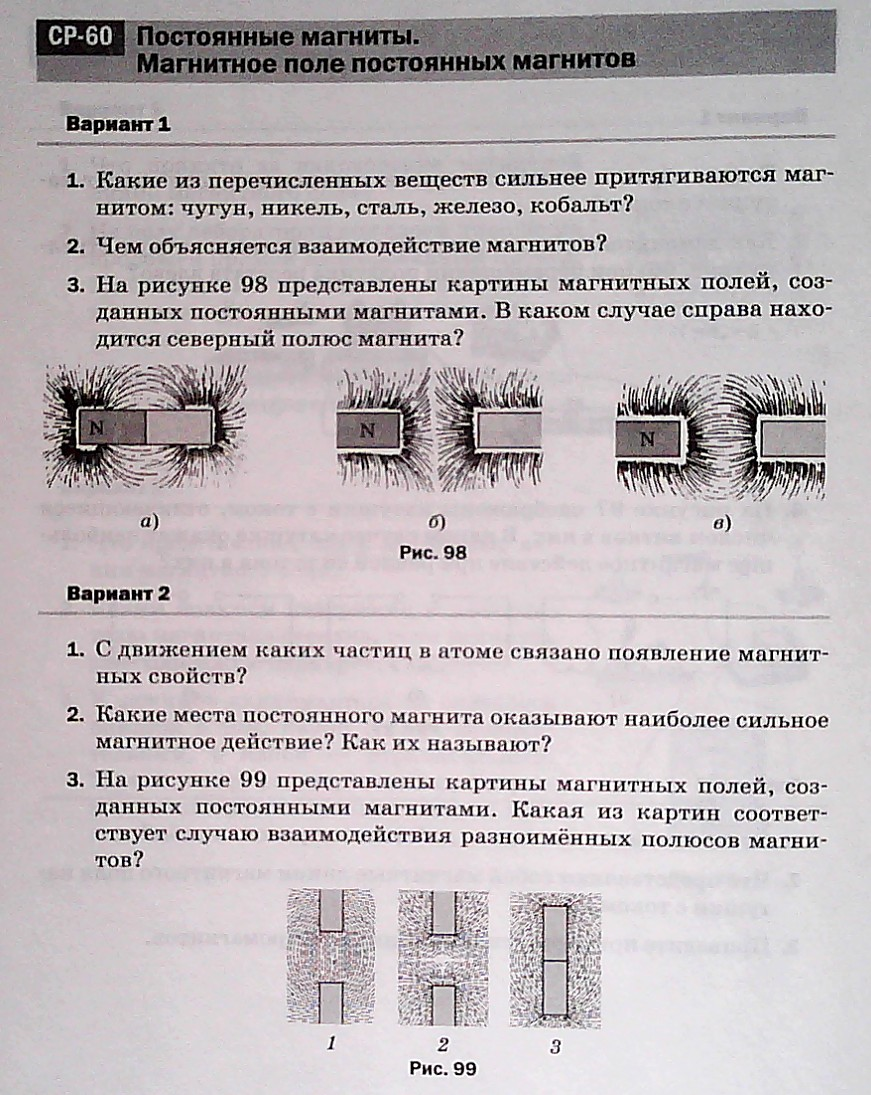 СР-60 Постоянные магниты.
Магнитное поле постоянных магнитов
Вариант 1
1. Какие из перечисленных веществ сильнее притягиваются маг-
нитом: чугун, никель, сталь, железо, кобальт?
2. Чем объясняется взаимодействие магнитов?
3. На рисунке 98 представлены картины магнитных полей, соз-
данных постоянными магнитами. В каком случае справа нахо-
дится северный полюс магнита?
N N N
а) б) в)
Рис. 98
Вариант 2
1. С движением каких частиц в атоме связано появление магнит-
ных свойств?
2. Какие места постоянного магнита оказывают наиболее сильное
магнитное действие? Как их называют?
3. На рисунке 99 представлены картины магнитных полей, соз-
данных постоянными магнитами. Какая из картин соответ-
ствует случаю взаимодействия разноимённых полюсов магни-
тов?
1 2 3
Рис. 99